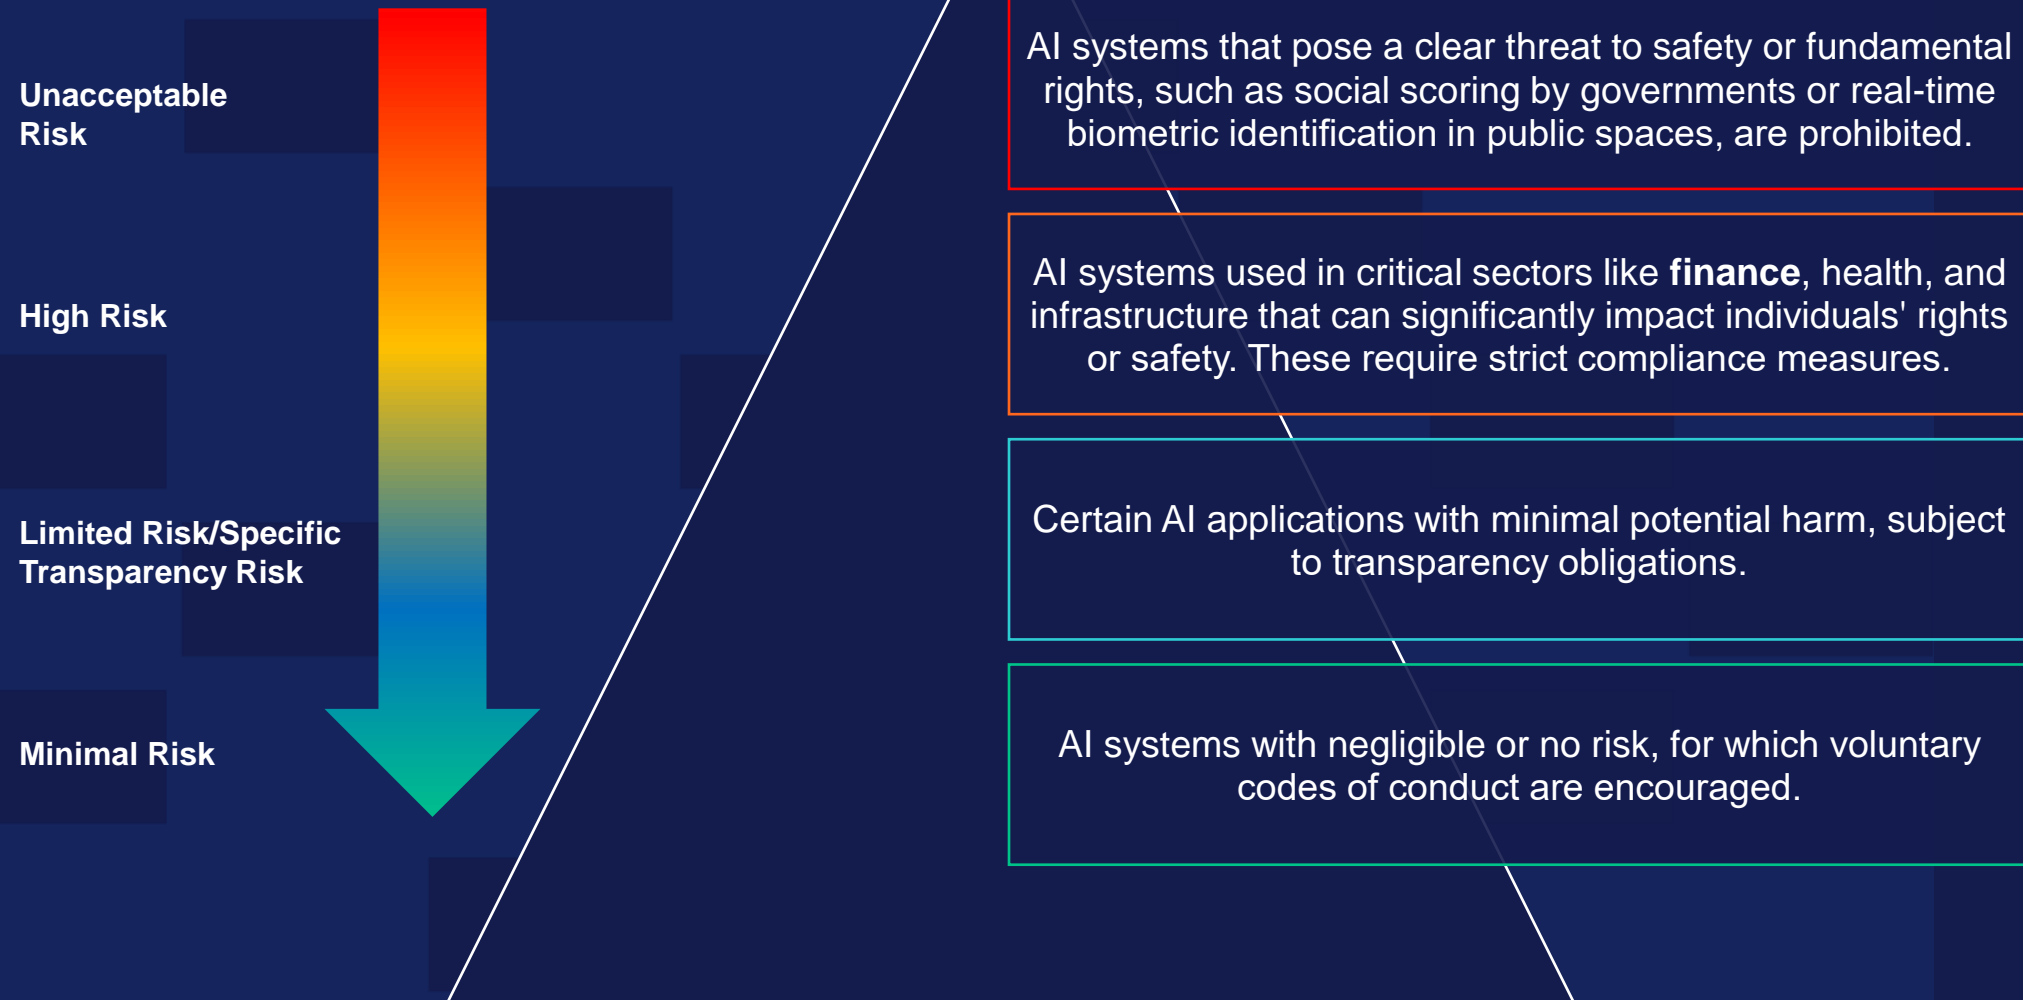 Unacceptable
Risk
AI systems that pose a clear threat to safety or fundamental
rights, such as social scoring by governments or real-time
biometric identification in public spaces, are prohibited.
High Risk
AI systems used in critical sectors like finance, health, and
infrastructure that can significantly impact individuals' rights
or safety. These require strict compliance measures.
Limited Risk/Specific
Transparency Risk
Certain AI applications with minimal potential harm, subject
to transparency obligations.
Minimal Risk
AI systems with negligible or no risk, for which voluntary
codes of conduct are encouraged.